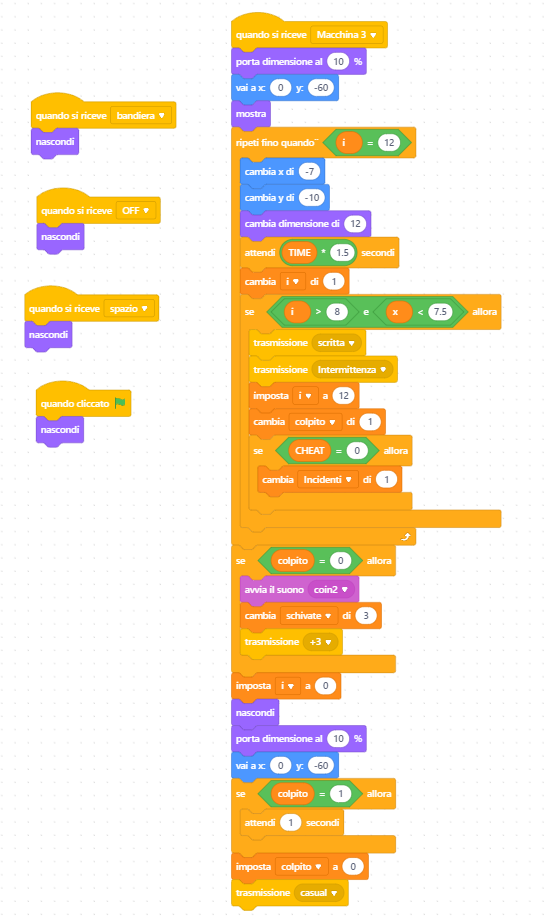 quando si riceve bandiera
nascondi
quando si riceve OFF
nascondi
quando si riceve spazio
nascondi
quando cliccato
nascondi
quando si riceve Macchina 3
porta dimensione al 10 %
vai a x: 0 y: -60
mostra
ripeti fino quando¨ i = 12
cambia x di -7
cambia y di -10
cambia dimensione di 12
attendi TIME * 1.5 secondi
cambia i di 1
se i > 8 e x < 7.5 allora
trasmissione scritta
trasmissione Intermittenza
imposta i a 12
cambia colpito di 1
se CHEAT = 0 allora
cambia Incidenti di 1
se colpito = 0 allora
avvia il suono coin2
cambia schivate di 3
trasmissione +3
imposta i a 0
nascondi
porta dimensione al 10 %
vai a x: 0 y: -60
se colpito = 1 allora
attendi 1 secondi
imposta colpito a 0
trasmissione casual